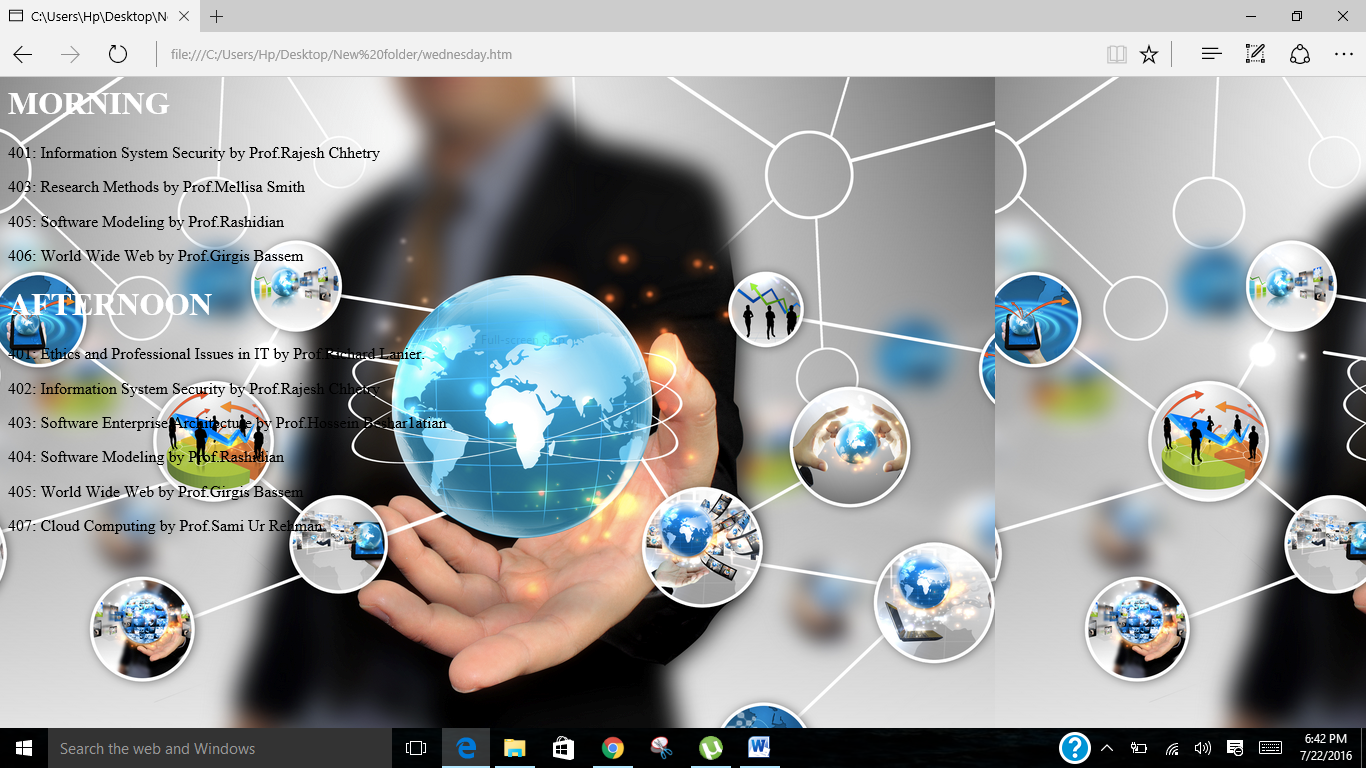 C:\Users\Hp\Desktop\Ne
file:///C:/Users/Hp/Desktop/New%20folder/wednesday.htm
MORNING
401: Information System Security by Prof.Rajesh Chhetry
403: Research Methods by Prof.Mellisa Smith
405: Software Modeling by Prof.Rashidian
406: World Wide Web by Prof.Girgis Bassem
AFTERNOON
Full-screen
401: Ethics and Professional Issues in IT by Prof.Richard Lanier.
402: Information System Security by Prof.Rajesh Chhetry
403: Software Enterprise Architecture by Prof.Hossein Beshar1atian
404: Software Modeling by Prof.Rashidian
405: World Wide Web by Prof.Girgis Bassem
407: Cloud Computing by Prof.Sami Ur Rehman
Search the web and Windows
6:42 PM
7/22/2016